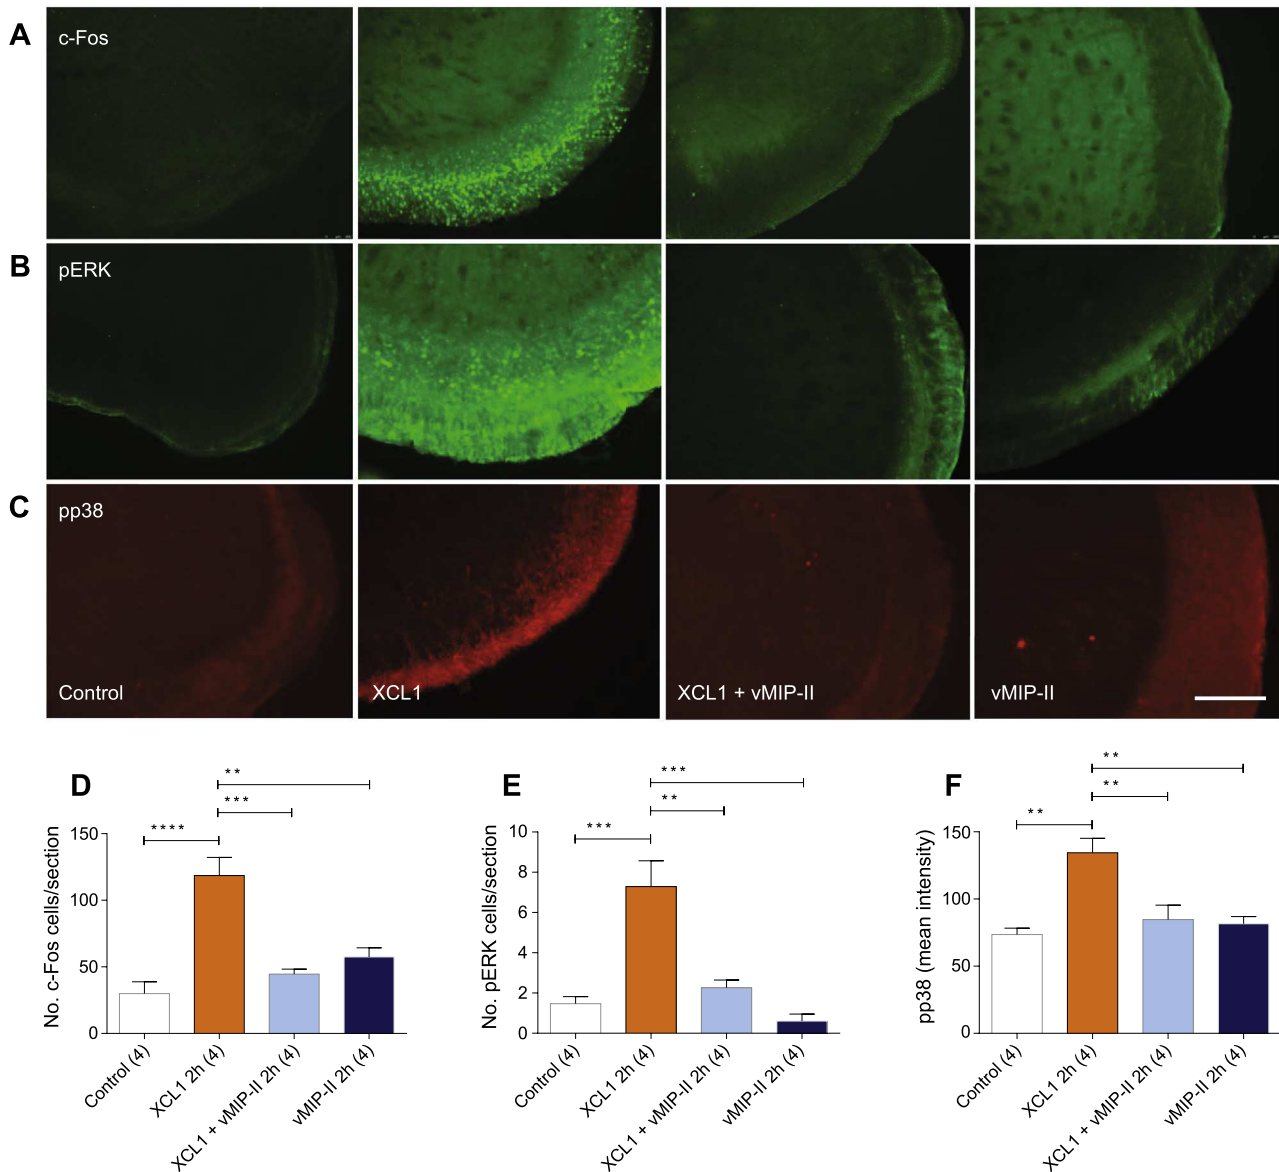 A
c-Fos
B
pERK
C
pp38
Control
XCL1
XCL1 + vMIP-II
vMIP-II
D
**
***
****
No. c-Fos cells/section
150
100
50
0
Control (4)
XCL1 2h (4)
XCL1 + vMIP-II 2h (4)
vMIP-II 2h (4)
E
***
**
***
No. pERK cells/section
10
8
6
4
2
0
Control (4)
XCL1 2h (4)
XCL1 + vMIP-II 2h (4)
vMIP-II 2h (4)
F
**
**
**
pp38 (mean intensity)
150
100
50
0
Control (4)
XCL1 2h (4)
XCL1 + vMIP-II 2h (4)
vMIP-II 2h (4)